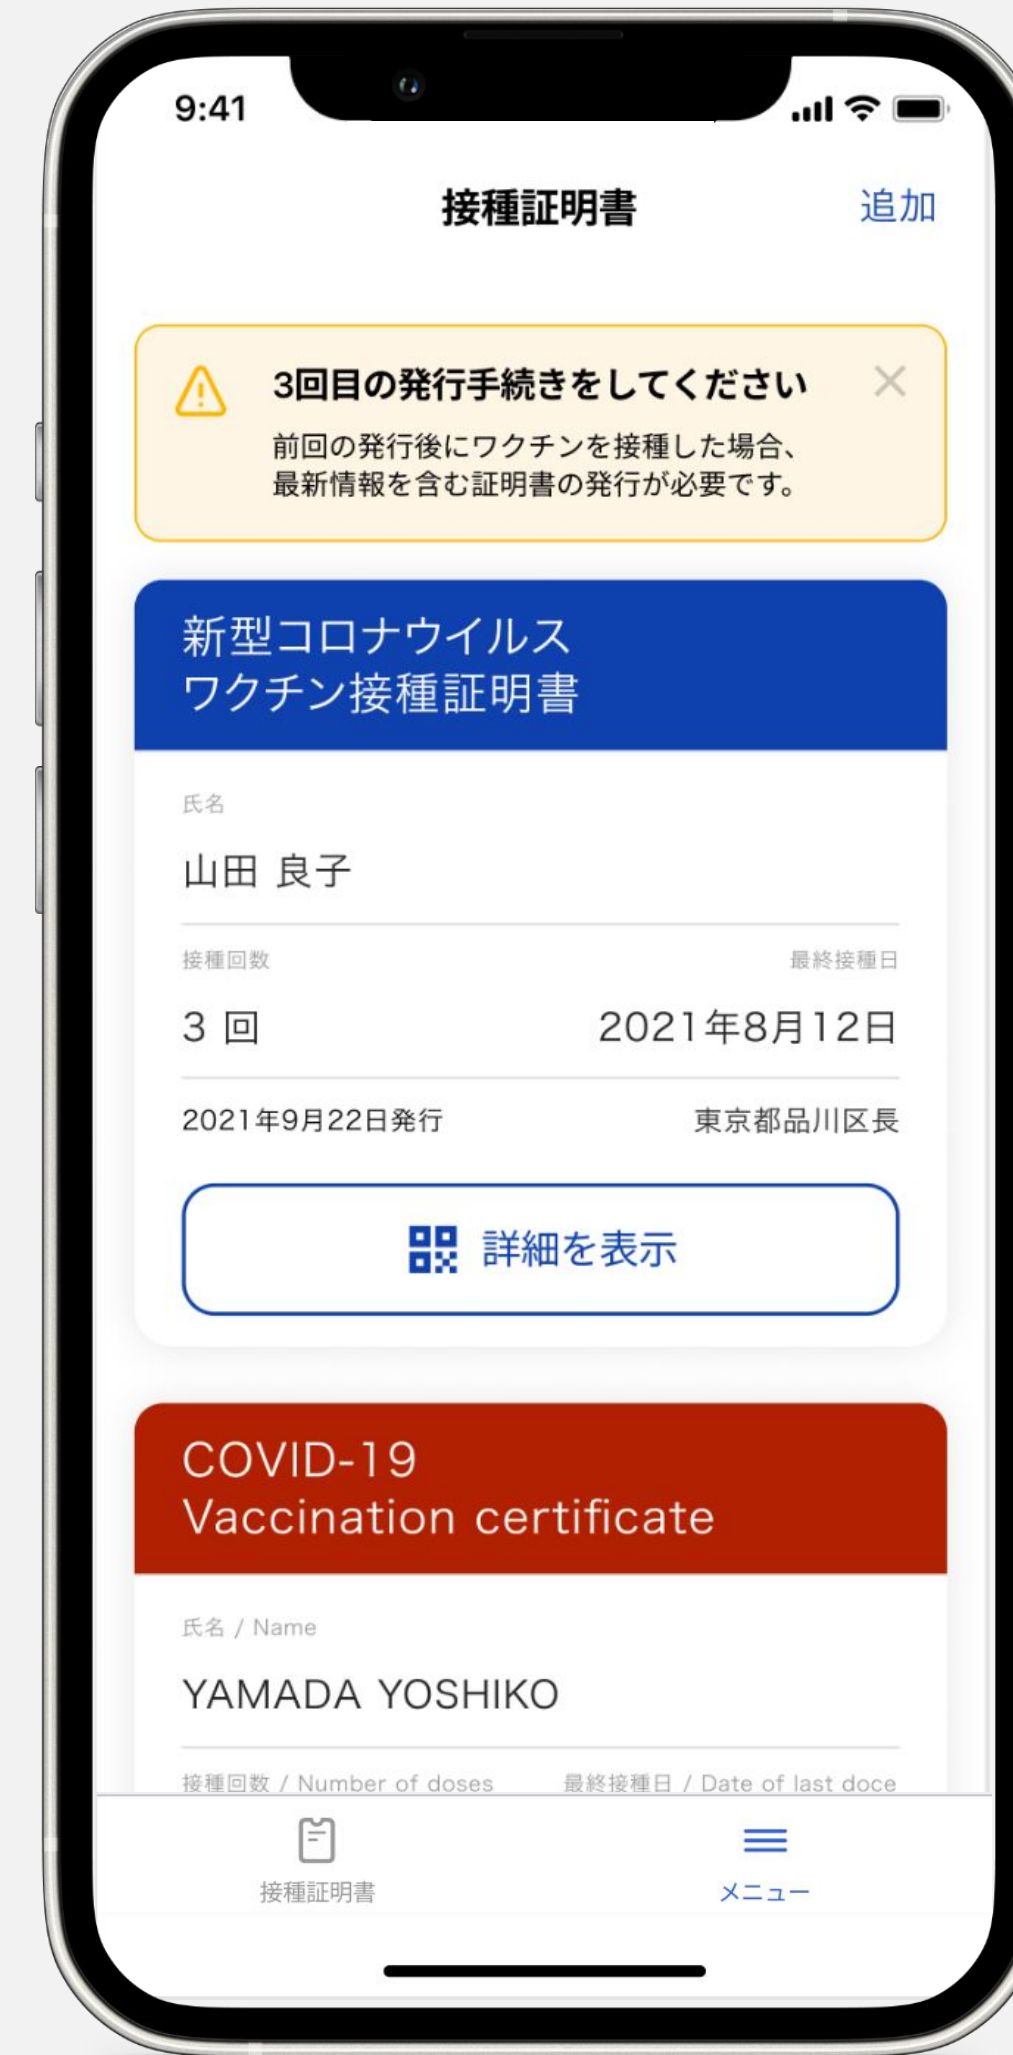 9:41
接種証明書
追加
3回目の発行手続きをしてください
前回の発行後にワクチンを接種した場合、
最新情報を含む証明書の発行が必要です。
新型コロナウイルス
ワクチン接種証明書
氏名
山田 良子
接種回数
最終接種日
3 回
2021年8月12日
2021年9月22日発行
東京都品川区長
詳細を表示
COVID-19
Vaccination certificate
氏名 / Name
YAMADA YOSHIKO
接種回数 / Number of doses
最終接種日 / Date of last doce
接種証明書
メニュー